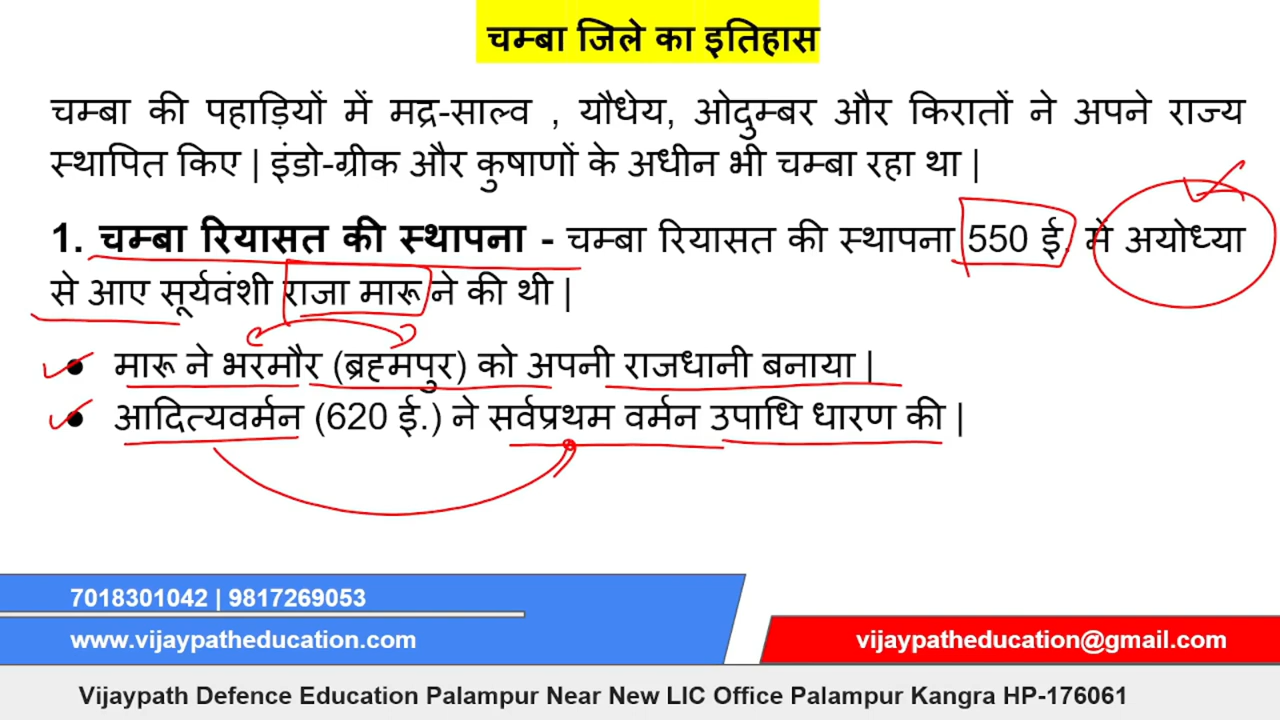 चम्बा जिले का इतिहास
चम्बा की पहाड़ियों में मद्र-साल्व , यौधेय, ओदुम्बर और किरातों ने अपने राज्य
स्थापित किए | इंडो-ग्रीक और कुषाणों के अधीन भी चम्बा रहा था |
1. चम्बा रियासत की स्थापना - चम्बा रियासत की स्थापना 550 ई. में अयोध्या
से आए सूर्यवंशी राजा मारू ने की थी |
● मारू ने भरमौर (ब्रह्मपुर) को अपनी राजधानी बनाया |
● आदित्यवर्मन (620 ई.) ने सर्वप्रथम वर्मन उपाधि धारण की |
7018301042 | 9817269053
www.vijaypatheducation.com
vijaypatheducation@gmail.com
Vijaypath Defence Education Palampur Near New LIC Office Palampur Kangra HP-176061